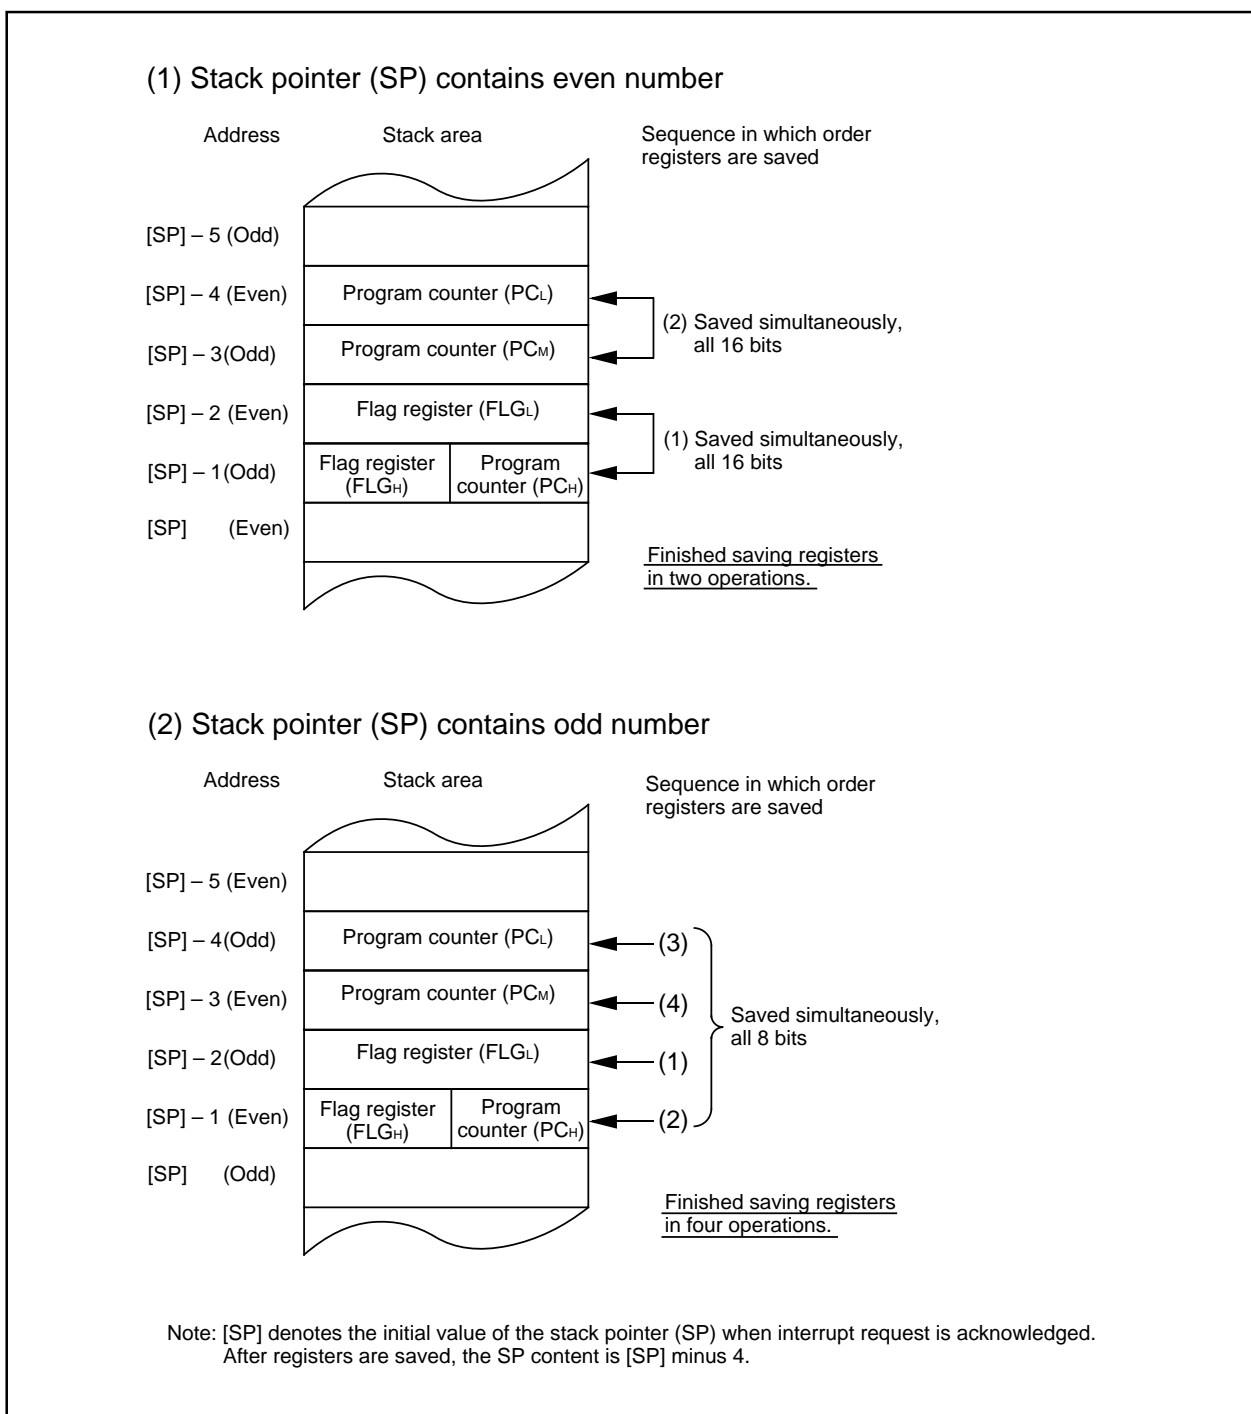 (1) Stack pointer (SP) contains even number
Address Stack area Sequence in which order
registers are saved
[SP] – 5 (Odd)
[SP] – 4 (Even) Program counter (PCL)
(2) Saved simultaneously,
all 16 bits
[SP] – 3(Odd) Program counter (PCM)
[SP] – 2 (Even) Flag register (FLGL)
(1) Saved simultaneously,
all 16 bits
[SP] – 1(Odd) Flag register Program
(FLGH) counter (PCH)
[SP] (Even)
Finished saving registers
in two operations.
(2) Stack pointer (SP) contains odd number
Address Stack area Sequence in which order
registers are saved
[SP] – 5 (Even)
[SP] – 4(Odd) Program counter (PCL) (3)
[SP] – 3 (Even) Program counter (PCM) (4)
Saved simultaneously,
all 8 bits
[SP] – 2(Odd) Flag register (FLGL) (1)
[SP] – 1 (Even) Flag register Program (2)
(FLGH) counter (PCH)
[SP] (Odd)
Finished saving registers
in four operations.
Note: [SP] denotes the initial value of the stack pointer (SP) when interrupt request is acknowledged.
After registers are saved, the SP content is [SP] minus 4.